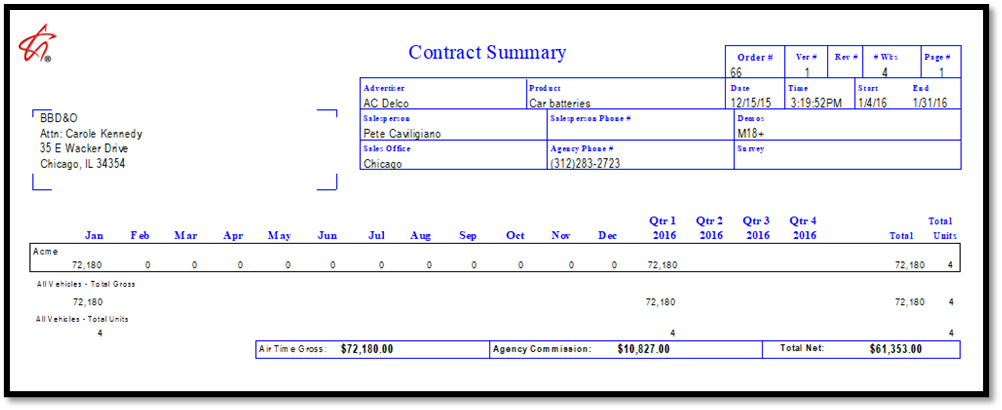 ®
Contract Summary
Order # Ver # Rev # # Wks Page #
66 1 4 1
Advertiser Product Date Time Start End
AC Delco Car batteries 12/15/15 3:19:52PM 1/4/16 1/31/16
Salesperson Salesperson Phone # Demos
Pete Caviligiano M18+
Sales Office Agency Phone # Survey
Chicago (312)283-2723
BBD&O
Attn: Carole Kennedy
35 E Wacker Drive
Chicago, IL 34354
Qtr 1 Qtr 2 Qtr 3 Qtr 4 Total
Jan Feb Mar Apr May Jun Jul Aug Sep Oct Nov Dec 2016 2016 2016 2016 Total Units
Acme
72,180 0 0 0 0 0 0 0 0 0 0 0 72,180 72,180 4
All Vehicles - Total Gross
72,180 72,180 72,180 4
All Vehicles - Total Units
4 4 4
Air Time Gross: $72,180.00 Agency Commission: $10,827.00 Total Net: $61,353.00